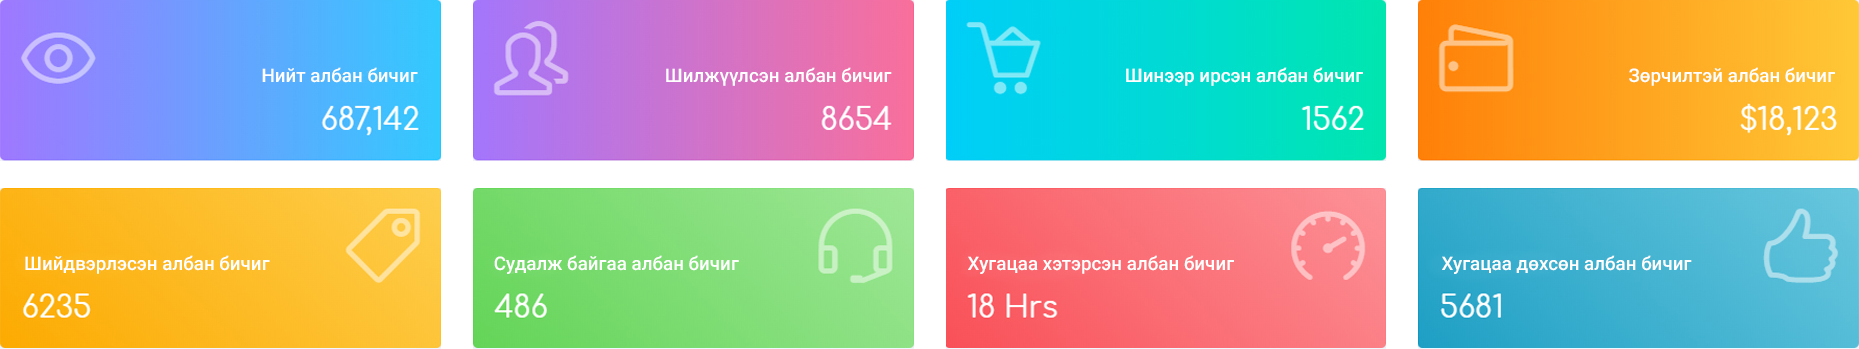 Нийт албан бичиг
687,142
Шилжүүлсэн албан бичиг
8654
Шинээр ирсэн албан бичиг
1562
Зөрчилтэй албан бичиг
$18,123
Шийдвэрлэсэн албан бичиг
6235
Судалж байгаа албан бичиг
486
Хугацаа хэтэрсэн албан бичиг
18 Hrs
Хугацаа дөхсөн албан бичиг
5681